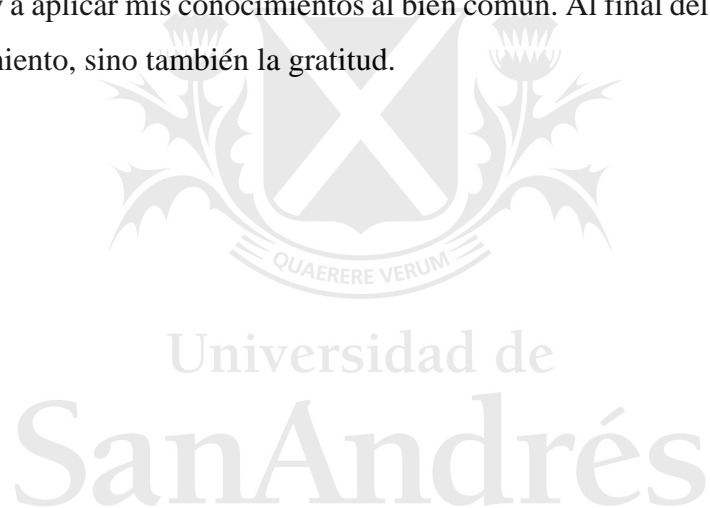 a aplicar mis conocimientos al bien común. Al final del
miento, sino también la gratitud.
QUAERERE VERUM
Universidad de
SanAndrés